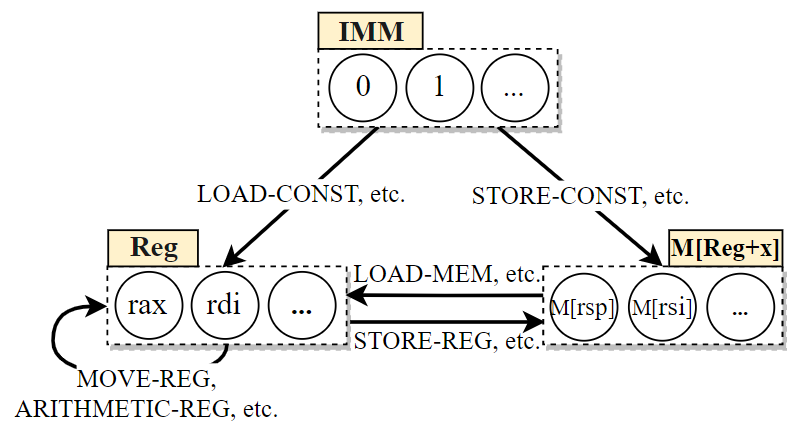 IMM
0 1 ...
LOAD-CONST, etc.
STORE-CONST, etc.
Reg
M[Reg+x]
rax rdi ...
LOAD-MEM, etc.
M[rsp] M[rsi] ...
STORE-REG, etc.
MOVE-REG,
ARITHMETIC-REG, etc.